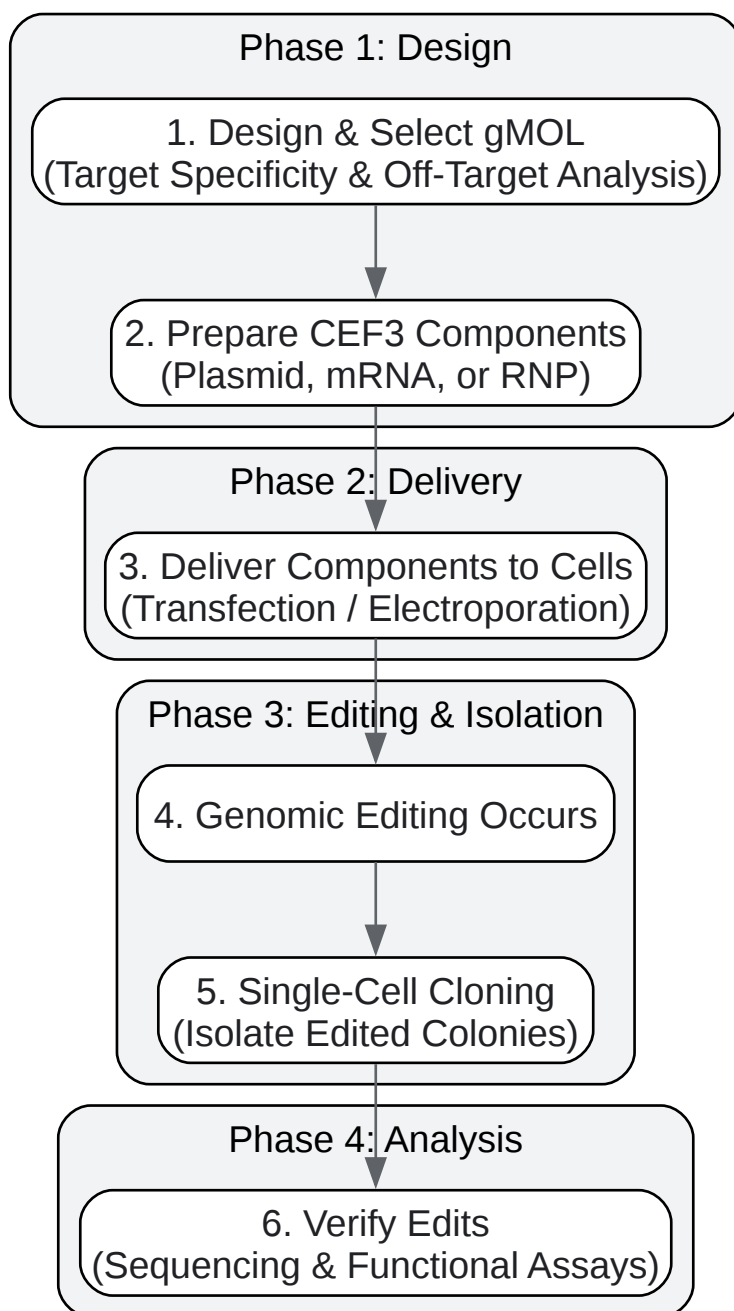 Phase 1: Design
1. Design & Select gMOL
(Target Specificity & Off-Target Analysis)
2. Prepare CEF3 Components
(Plasmid, mRNA, or RNP)
Phase 2: Delivery
3. Deliver Components to Cells
(Transfection / Electroporation)
Phase 3: Editing & Isolation
4. Genomic Editing Occurs
5. Single-Cell Cloning
(Isolate Edited Colonies)
Phase 4: Analysis
6. Verify Edits
(Sequencing & Functional Assays)